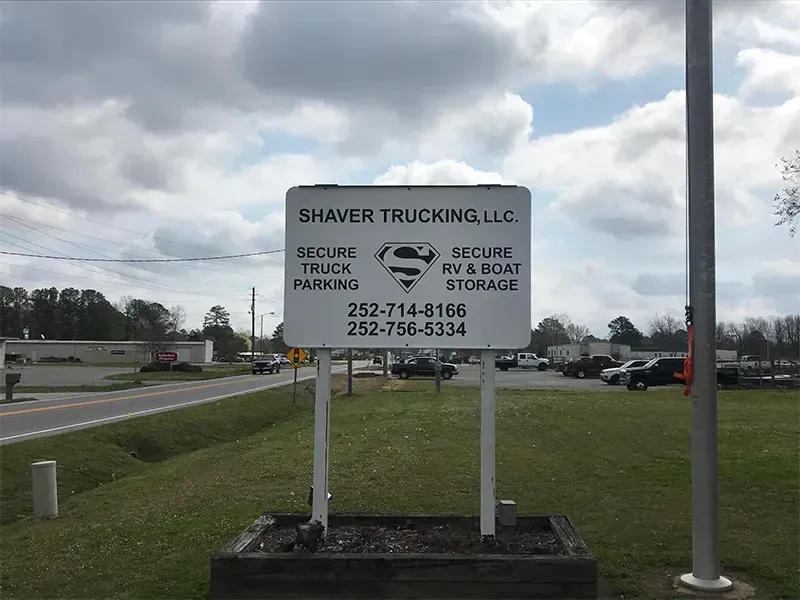 SHAVER TRUCKING, LLC.
SECURE
TRUCK
PARKING
S
SECURE
RV & BOAT
STORAGE
252-714-8166
252-756-5334